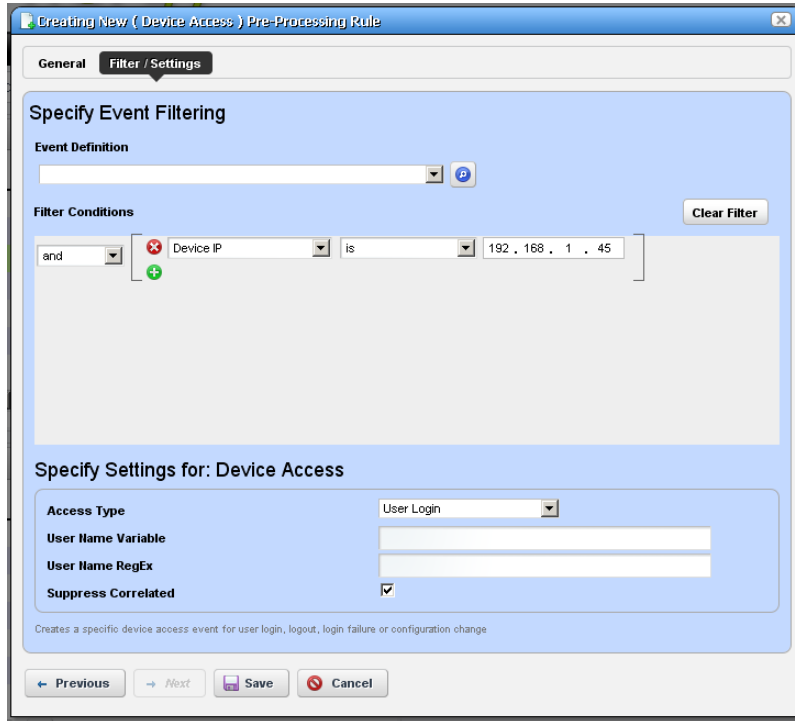 Creating New ( Device Access ) Pre-Processing Rule
General Filter / Settings
Specify Event Filtering
Event Definition
Filter Conditions Clear Filter
and Device IP is 192 . 168 . 1 . 45
Specify Settings for: Device Access
Access Type User Login
User Name Variable
User Name RegEx
Suppress Correlated
Creates a specific device access event for user login, logout, login failure or configuration change
Previous Next Save Cancel